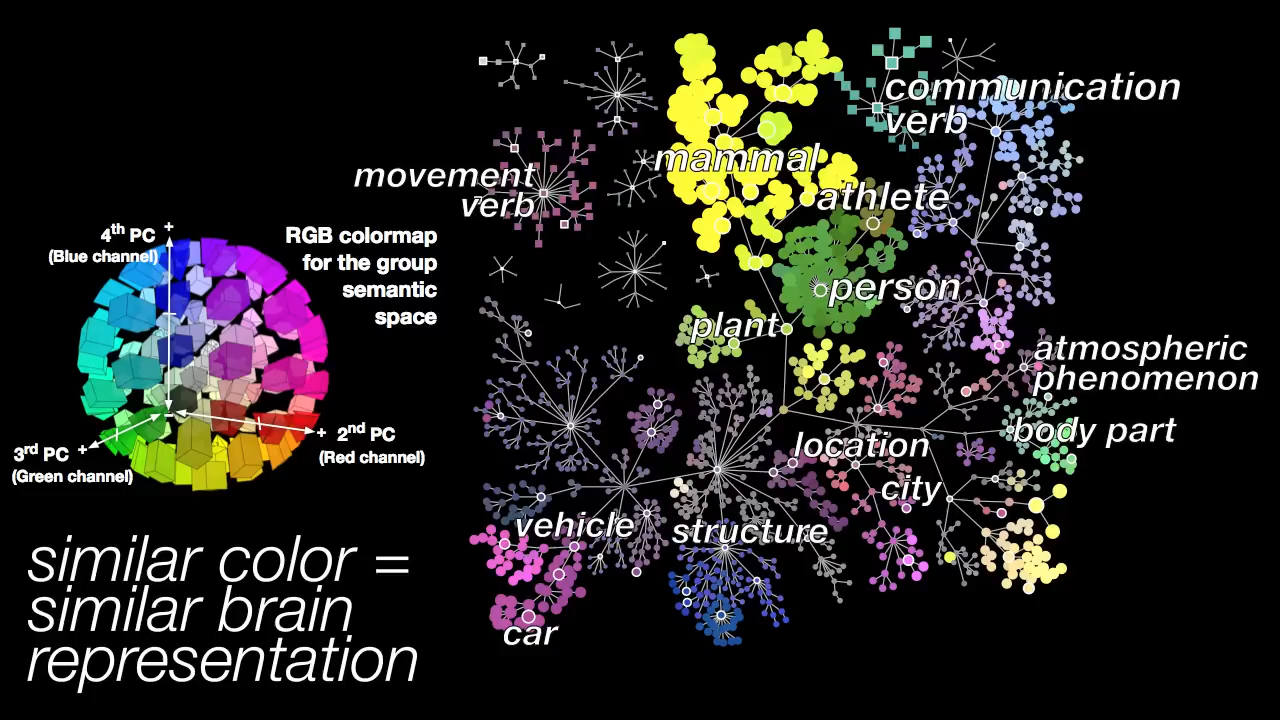 communication
verb
mammal
movement
verb
athlete
4th PC +
(Blue channel)
RGB colormap
for the group
semantic
space
person
plant
atmospheric
phenomenon
+ 2nd PC
(Red channel)
3rd PC +
(Green channel)
body part
location
city
vehicle
structure
car
similar color =
similar brain
representation